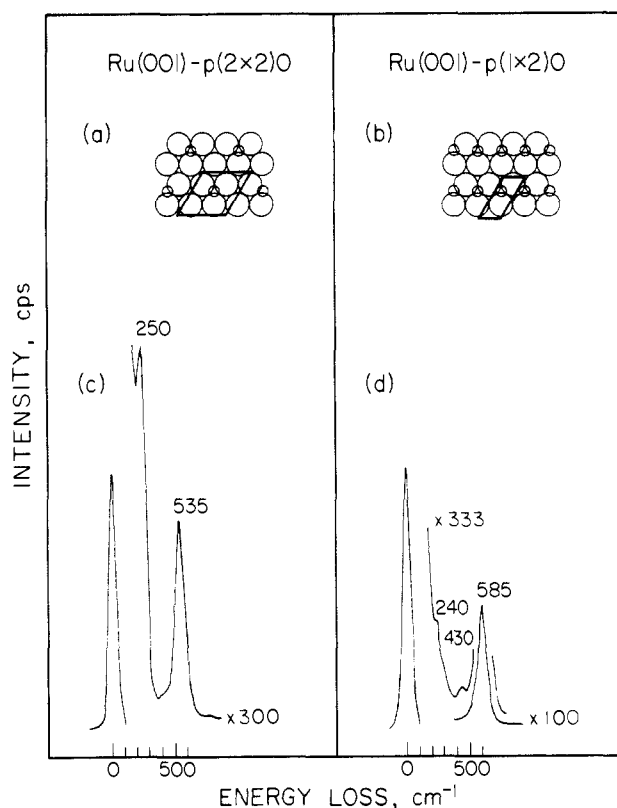 Ru(001)-p(2×2)O
Ru(001)-p(1×2)O
(a)
(b)
INTENSITY, cps
(c)
250
535
×300
(d)
×333
240
430
585
×100
0 500
0 500
ENERGY LOSS, cm⁻¹